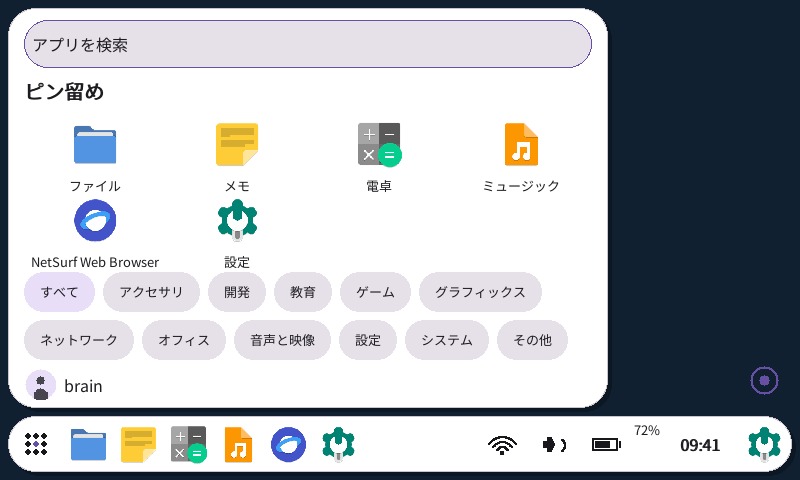 アプリを検索
ピン留め
ファイル
メモ
電卓
ミュージック
NetSurf Web Browser
設定
すべて
アクセサリ
開発
教育
ゲーム
グラフィックス
ネットワーク
オフィス
音声と映像
設定
システム
その他
brain
72%
09:41